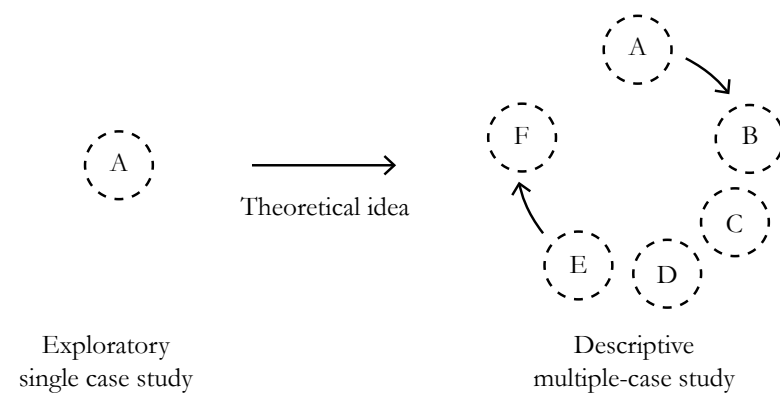 A
A
F
B
C
E
D
Theoretical idea
Exploratory
single case study
Descriptive
multiple-case study